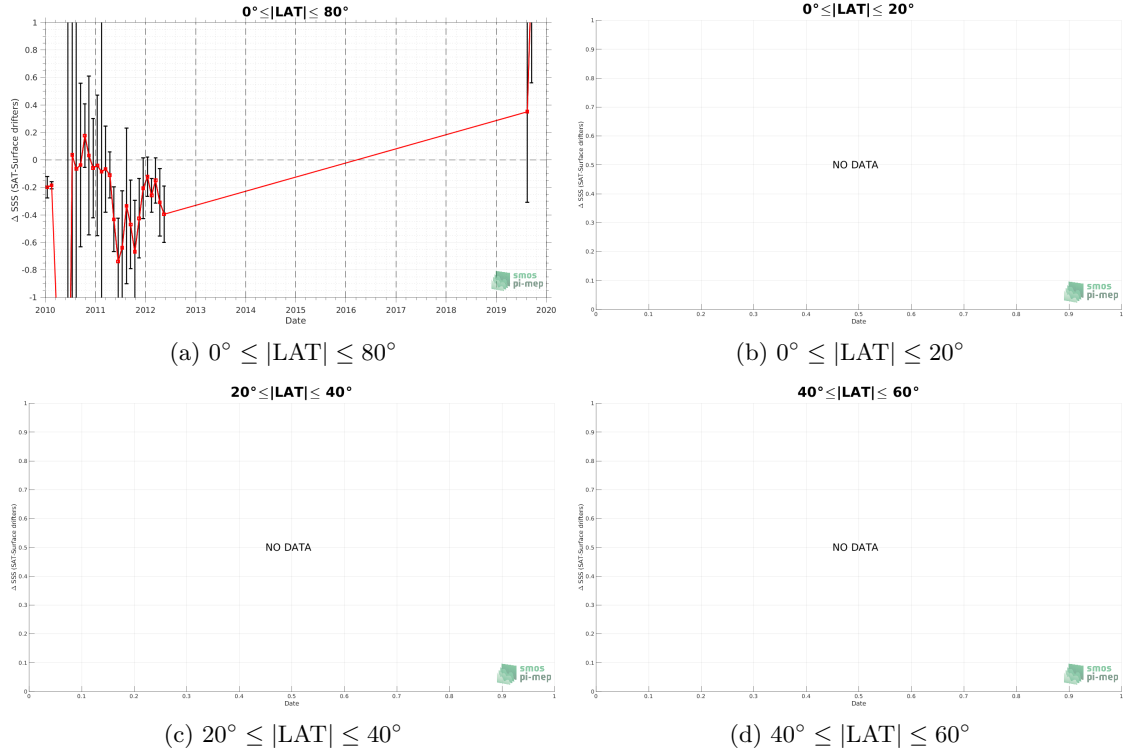 0°≤|LAT|≤ 80°
Δ SSS (SAT-Surface drifters)
1
0.8
0.6
0.4
0.2
0
-0.2
-0.4
-0.6
-0.8
-1
2010 2011 2012 2013 2014 2015 2016 2017 2018 2019 2020
Date
smos
pi-mep
(a) 0° ≤ |LAT| ≤ 80°
0°≤|LAT|≤ 20°
Δ SSS (SAT-Surface drifters)
1
0.9
0.8
0.7
0.6
0.5
0.4
0.3
0.2
0.1
0
NO DATA
0 0.1 0.2 0.3 0.4 0.5 0.6 0.7 0.8 0.9 1
Date
smos
pi-mep
(b) 0° ≤ |LAT| ≤ 20°
20°≤|LAT|≤ 40°
Δ SSS (SAT-Surface drifters)
1
0.9
0.8
0.7
0.6
0.5
0.4
0.3
0.2
0.1
0
NO DATA
0 0.1 0.2 0.3 0.4 0.5 0.6 0.7 0.8 0.9 1
Date
smos
pi-mep
(c) 20° ≤ |LAT| ≤ 40°
40°≤|LAT|≤ 60°
Δ SSS (SAT-Surface drifters)
1
0.9
0.8
0.7
0.6
0.5
0.4
0.3
0.2
0.1
0
NO DATA
0 0.1 0.2 0.3 0.4 0.5 0.6 0.7 0.8 0.9 1
Date
smos
pi-mep
(d) 40° ≤ |LAT| ≤ 60°